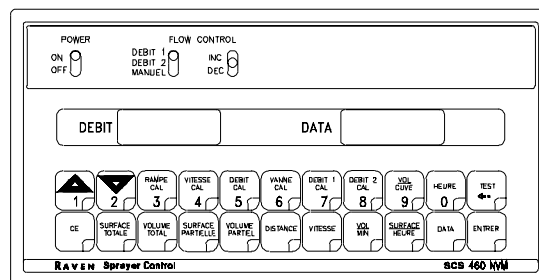 POWER
FLOW CONTROL
ON
OFF
DEBIT 1
DEBIT 2
MANUEL
INC
DEC
DEBIT
DATA
RAMPE CAL
VITESSE CAL
DEBIT CAL
VANNE CAL
DEBIT 1 CAL
DEBIT 2 CAL
VOL CUVE
HEURE
TEST
1 2 3 4 5 6 7 8 9 0
CE
SURFACE TOTALE
VOLUME TOTAL
SURFACE PARTIELLE
VOLUME PARTIEL
DISTANCE
VITESSE
VOL MIN
SURFACE HEURE
DATA
ENTRER
RAVEN Sprayer Control
SCS 460 NVM